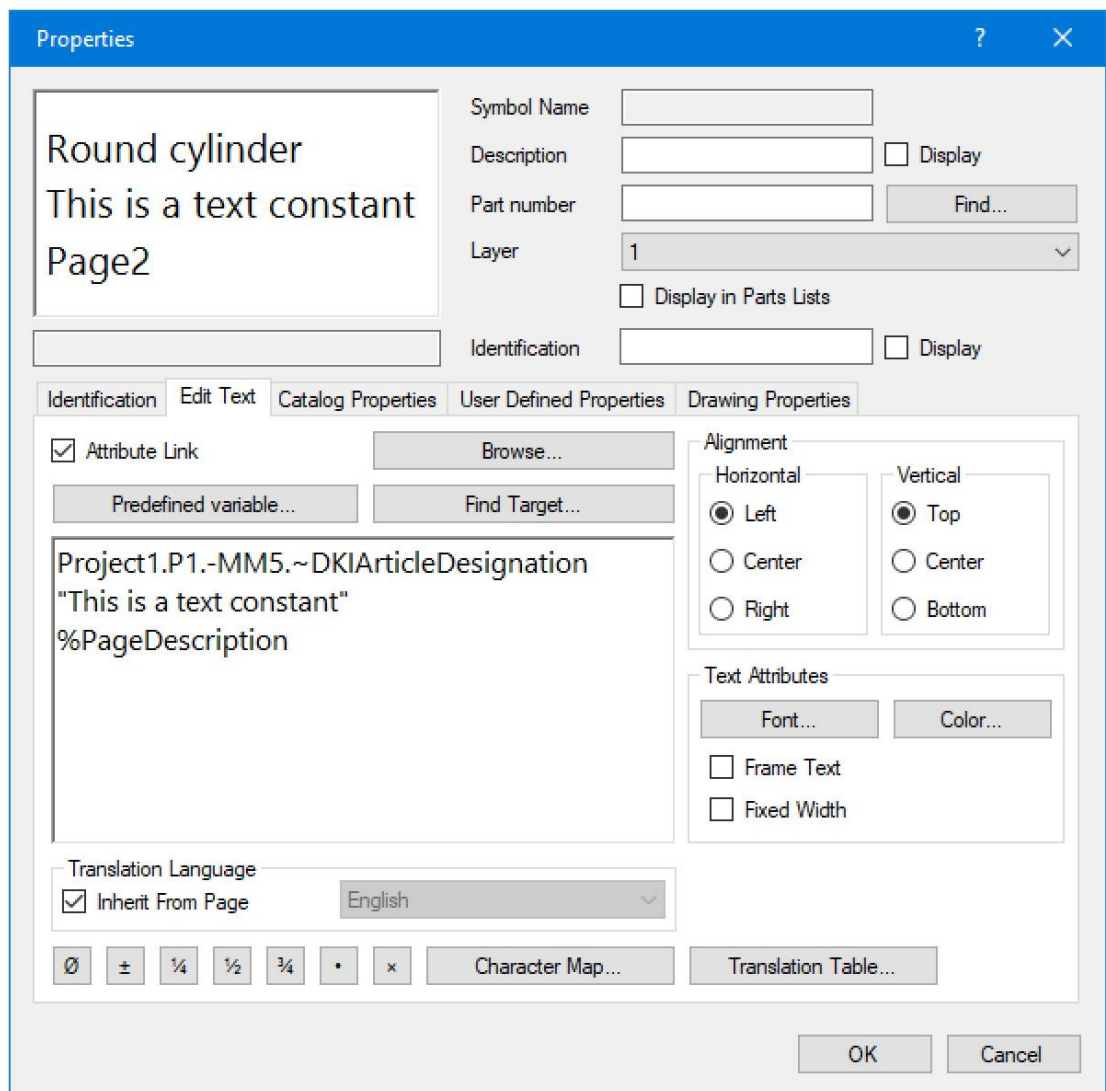 Properties
?
Round cylinder
This is a text constant
Page2
Symbol Name
Description
Display
Part number
Find...
Layer
1
Display in Parts Lists
Identification
Display
Identification
Edit Text
Catalog Properties
User Defined Properties
Drawing Properties
Attribute Link
Browse...
Predefined variable...
Find Target...
Project1.P1.-MM5.~DKIArticleDesignation
"This is a text constant"
%PageDescription
Alignment
Horizontal
Left
Center
Right
Vertical
Top
Center
Bottom
Text Attributes
Font...
Color...
Frame Text
Fixed Width
Translation Language
Inherit From Page
English
Ø
±
¼
½
¾
•
×
Character Map...
Translation Table...
OK
Cancel